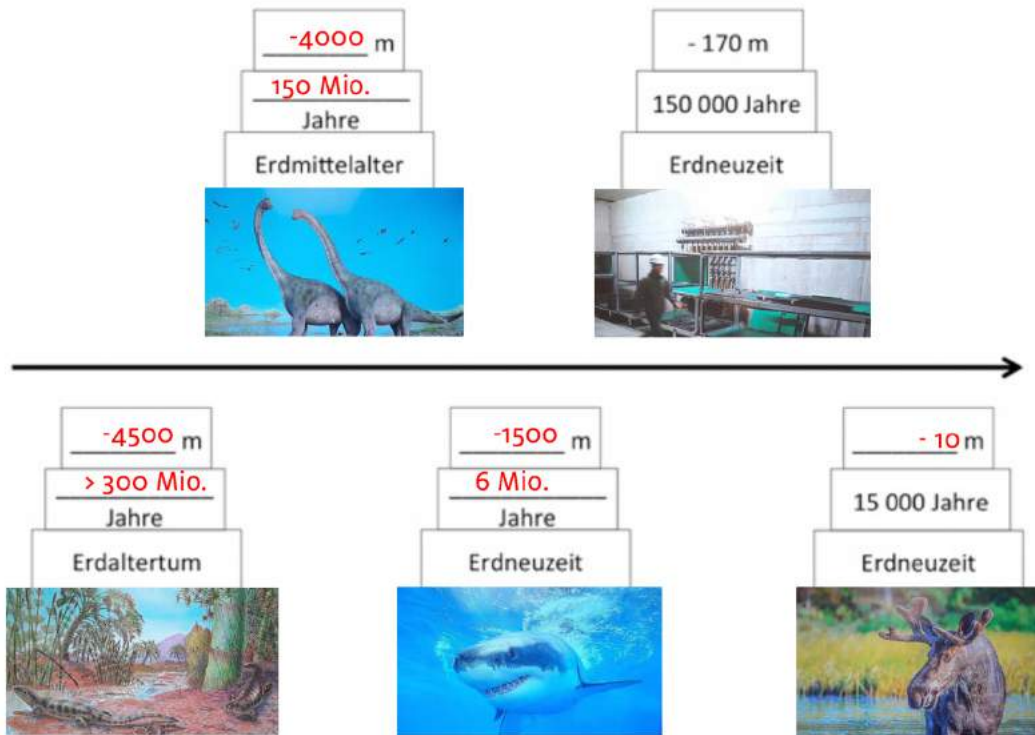 -4000 m
150 Mio.
Jahre
Erdmittelalter
- 170 m
150 000 Jahre
Erdneuzeit
-4500 m
> 300 Mio.
Jahre
Erdaltertum
-1500 m
6 Mio.
Jahre
Erdneuzeit
- 10 m
15 000 Jahre
Erdneuzeit